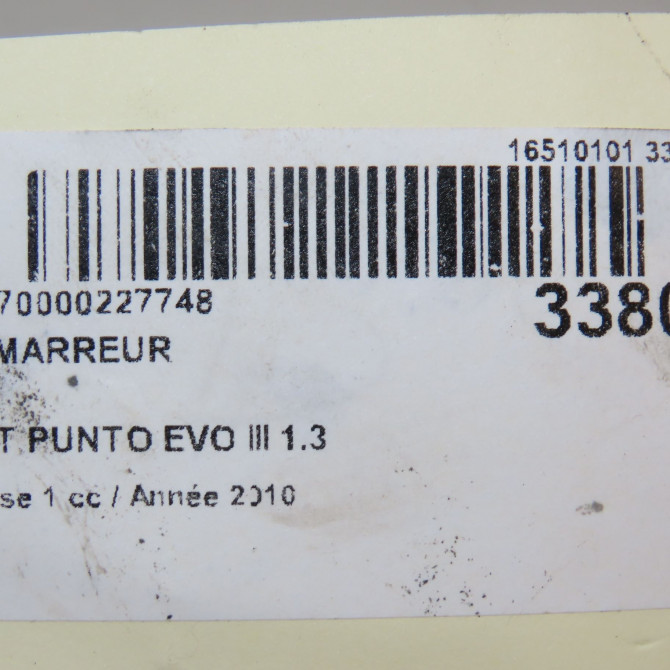 16510101 33
70000227748
3380
MARREUR
T PUNTO EVO III 1.3
se 1 cc / Année 2010